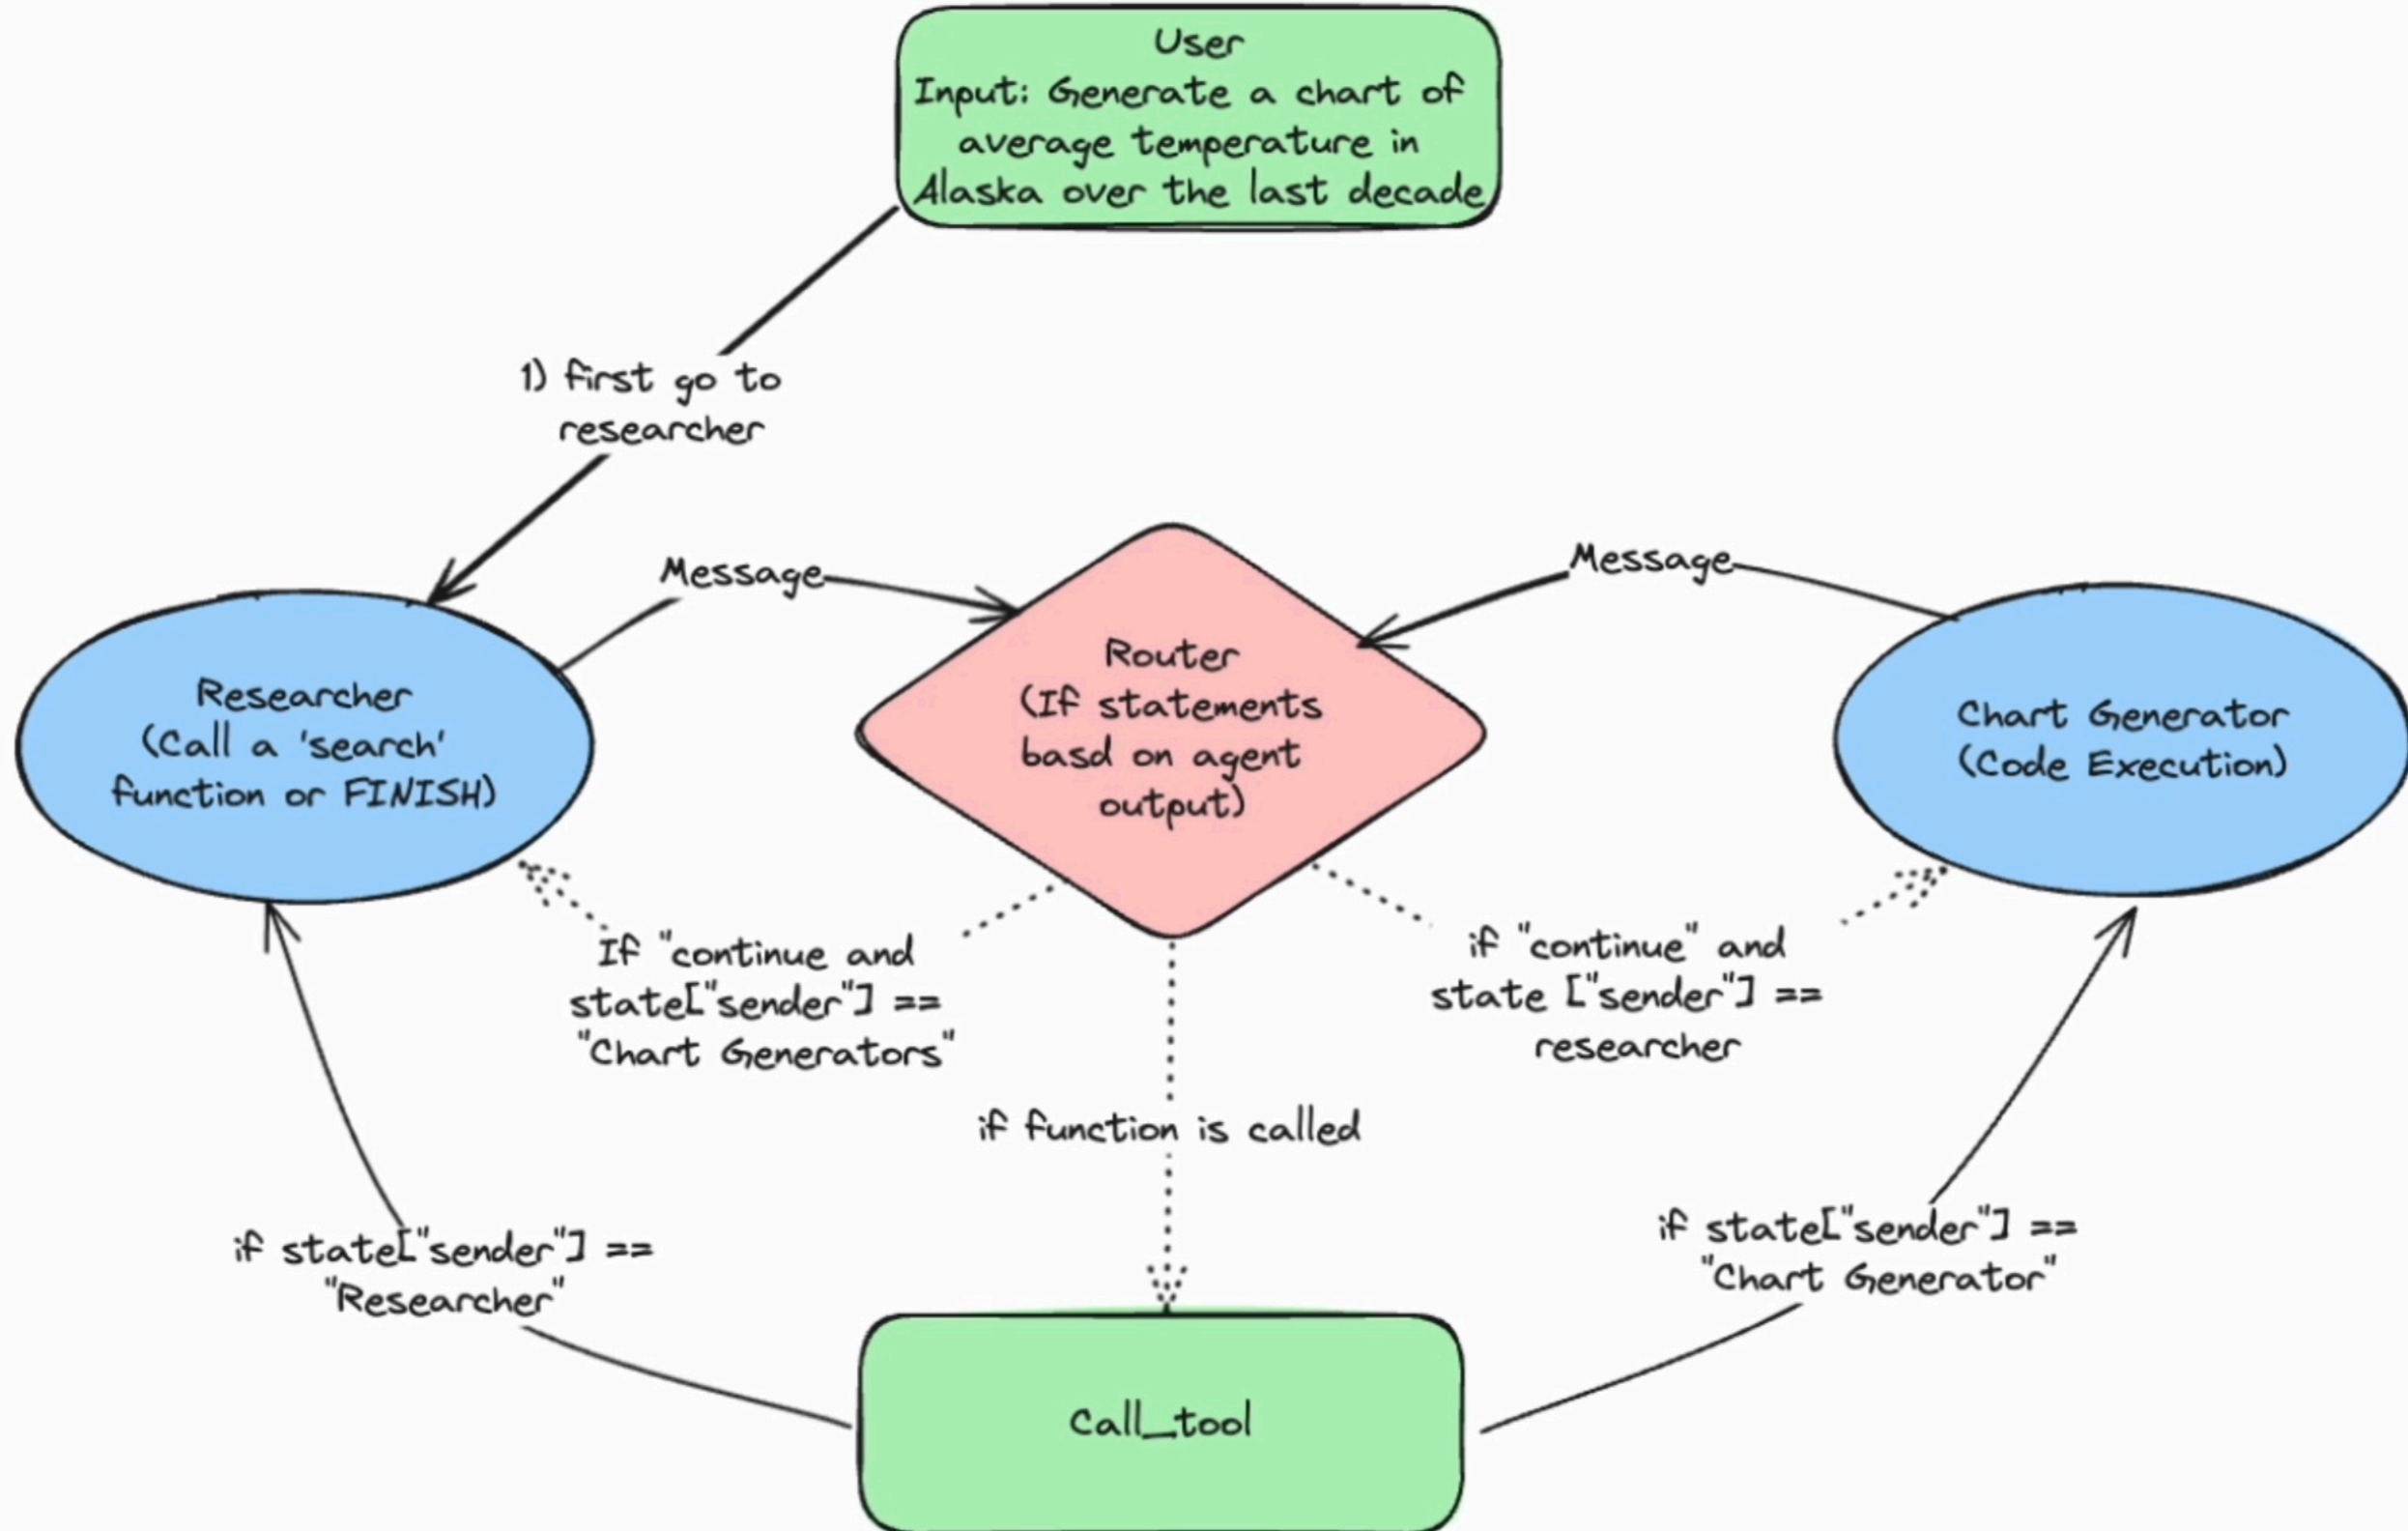 User
Input: Generate a chart of
average temperature in
Alaska over the last decade
1) first go to
researcher
Message
Message
Researcher
(Call a 'search'
function or FINISH)
Router
(If statements
basd on agent
output)
Chart Generator
(Code Execution)
If "continue and
state["sender"] ==
"Chart Generators"
if "continue" and
state ["sender"] ==
researcher
if function is called
if state["sender"] ==
"Researcher"
if state["sender"] ==
"Chart Generator"
Call_tool